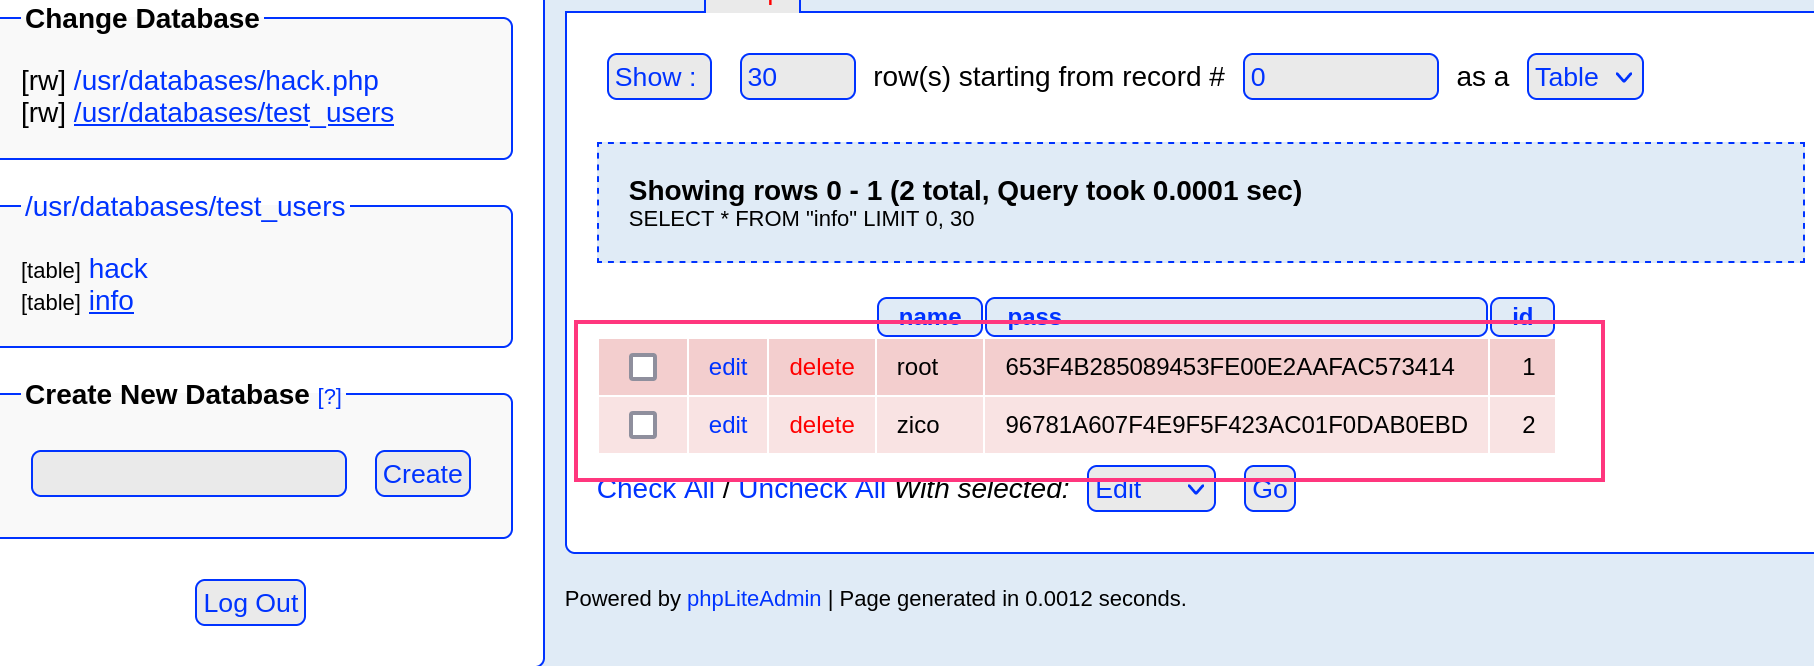 Change Database
[rw] /usr/databases/hack.php
[rw] /usr/databases/test_users
/usr/databases/test_users
[table] hack
[table] info
Create New Database [?]
Create
Log Out
Show : 30 row(s) starting from record # 0 as a Table
Showing rows 0 - 1 (2 total, Query took 0.0001 sec)
SELECT * FROM "info" LIMIT 0, 30
name pass id
edit delete root 653F4B285089453FE00E2AAFAC573414 1
edit delete zico 96781A607F4E9F5F423AC01F0DAB0EBD 2
Check All / Uncheck All With selected: Edit Go
Powered by phpLiteAdmin | Page generated in 0.0012 seconds.